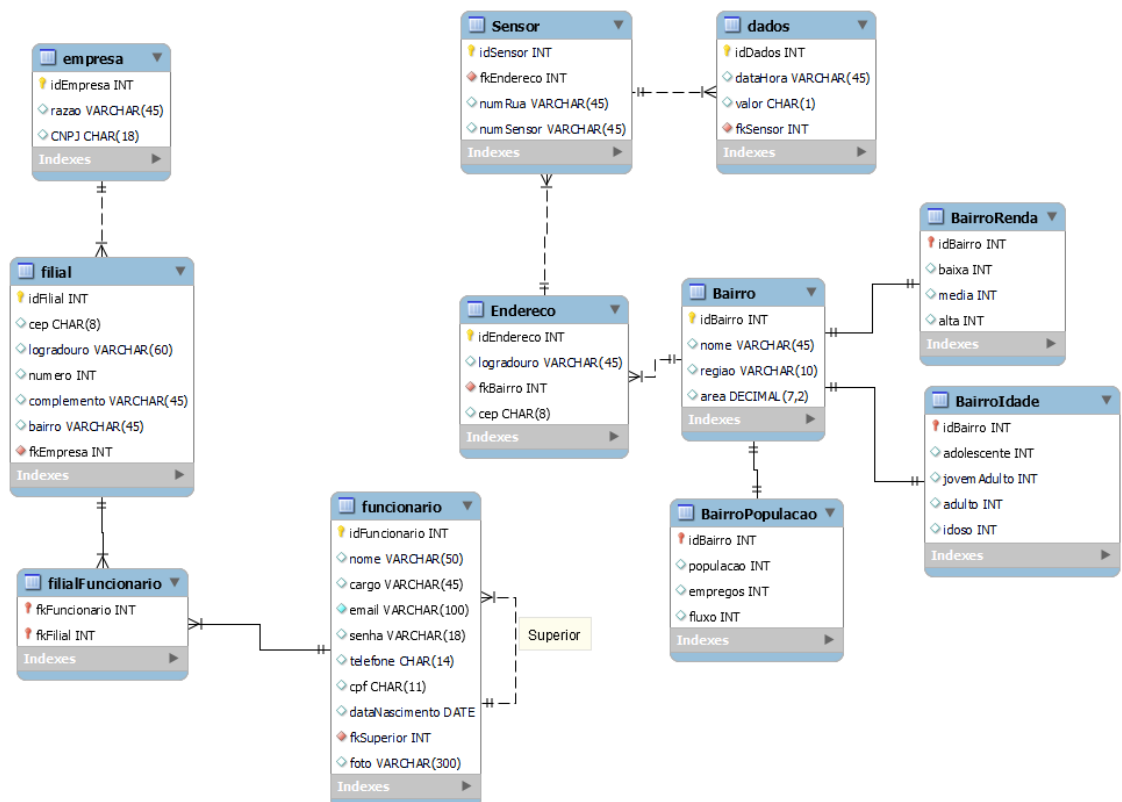 empresa
idEmpresa INT
razao VARCHAR(45)
CNPJ CHAR(18)
Indexes
filial
idFilial INT
cep CHAR(8)
logradouro VARCHAR(60)
numero INT
complemento VARCHAR(45)
bairro VARCHAR(45)
fkEmpresa INT
Indexes
filialFuncionario
fkFuncionario INT
fkFilial INT
Indexes
funcionario
idFuncionario INT
nome VARCHAR(50)
cargo VARCHAR(45)
email VARCHAR(100)
senha VARCHAR(18)
telefone CHAR(14)
cpf CHAR(11)
dataNascimento DATE
fkSuperior INT
foto VARCHAR(300)
Indexes
Superior
Sensor
idSensor INT
fkEndereco INT
numRua VARCHAR(45)
numSensor VARCHAR(45)
Indexes
dados
idDados INT
dataHora VARCHAR(45)
valor CHAR(1)
fkSensor INT
Indexes
Endereco
idEndereco INT
logradouro VARCHAR(45)
fkBairro INT
cep CHAR(8)
Indexes
Bairro
idBairro INT
nome VARCHAR(45)
regiao VARCHAR(10)
area DECIMAL(7,2)
Indexes
BairroRenda
idBairro INT
baixa INT
media INT
alta INT
Indexes
BairroIdade
idBairro INT
adolescente INT
jovemAdulto INT
adulto INT
idoso INT
Indexes
BairroPopulacao
idBairro INT
populacao INT
empregos INT
fluxo INT
Indexes